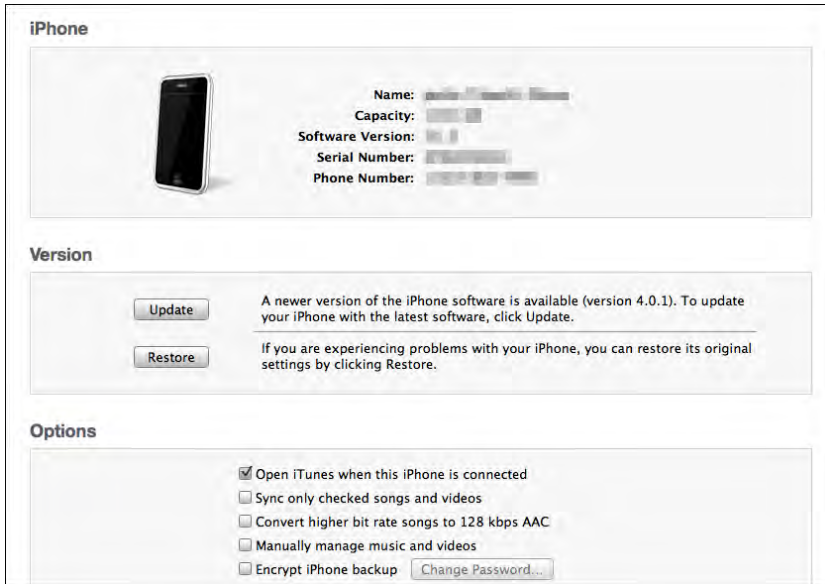 iPhone
Name:
Capacity:
Software Version:
Serial Number:
Phone Number:
Version
Update
A newer version of the iPhone software is available (version 4.0.1). To update
your iPhone with the latest software, click Update.
Restore
If you are experiencing problems with your iPhone, you can restore its original
settings by clicking Restore.
Options
Open iTunes when this iPhone is connected
Sync only checked songs and videos
Convert higher bit rate songs to 128 kbps AAC
Manually manage music and videos
Encrypt iPhone backup Change Password...